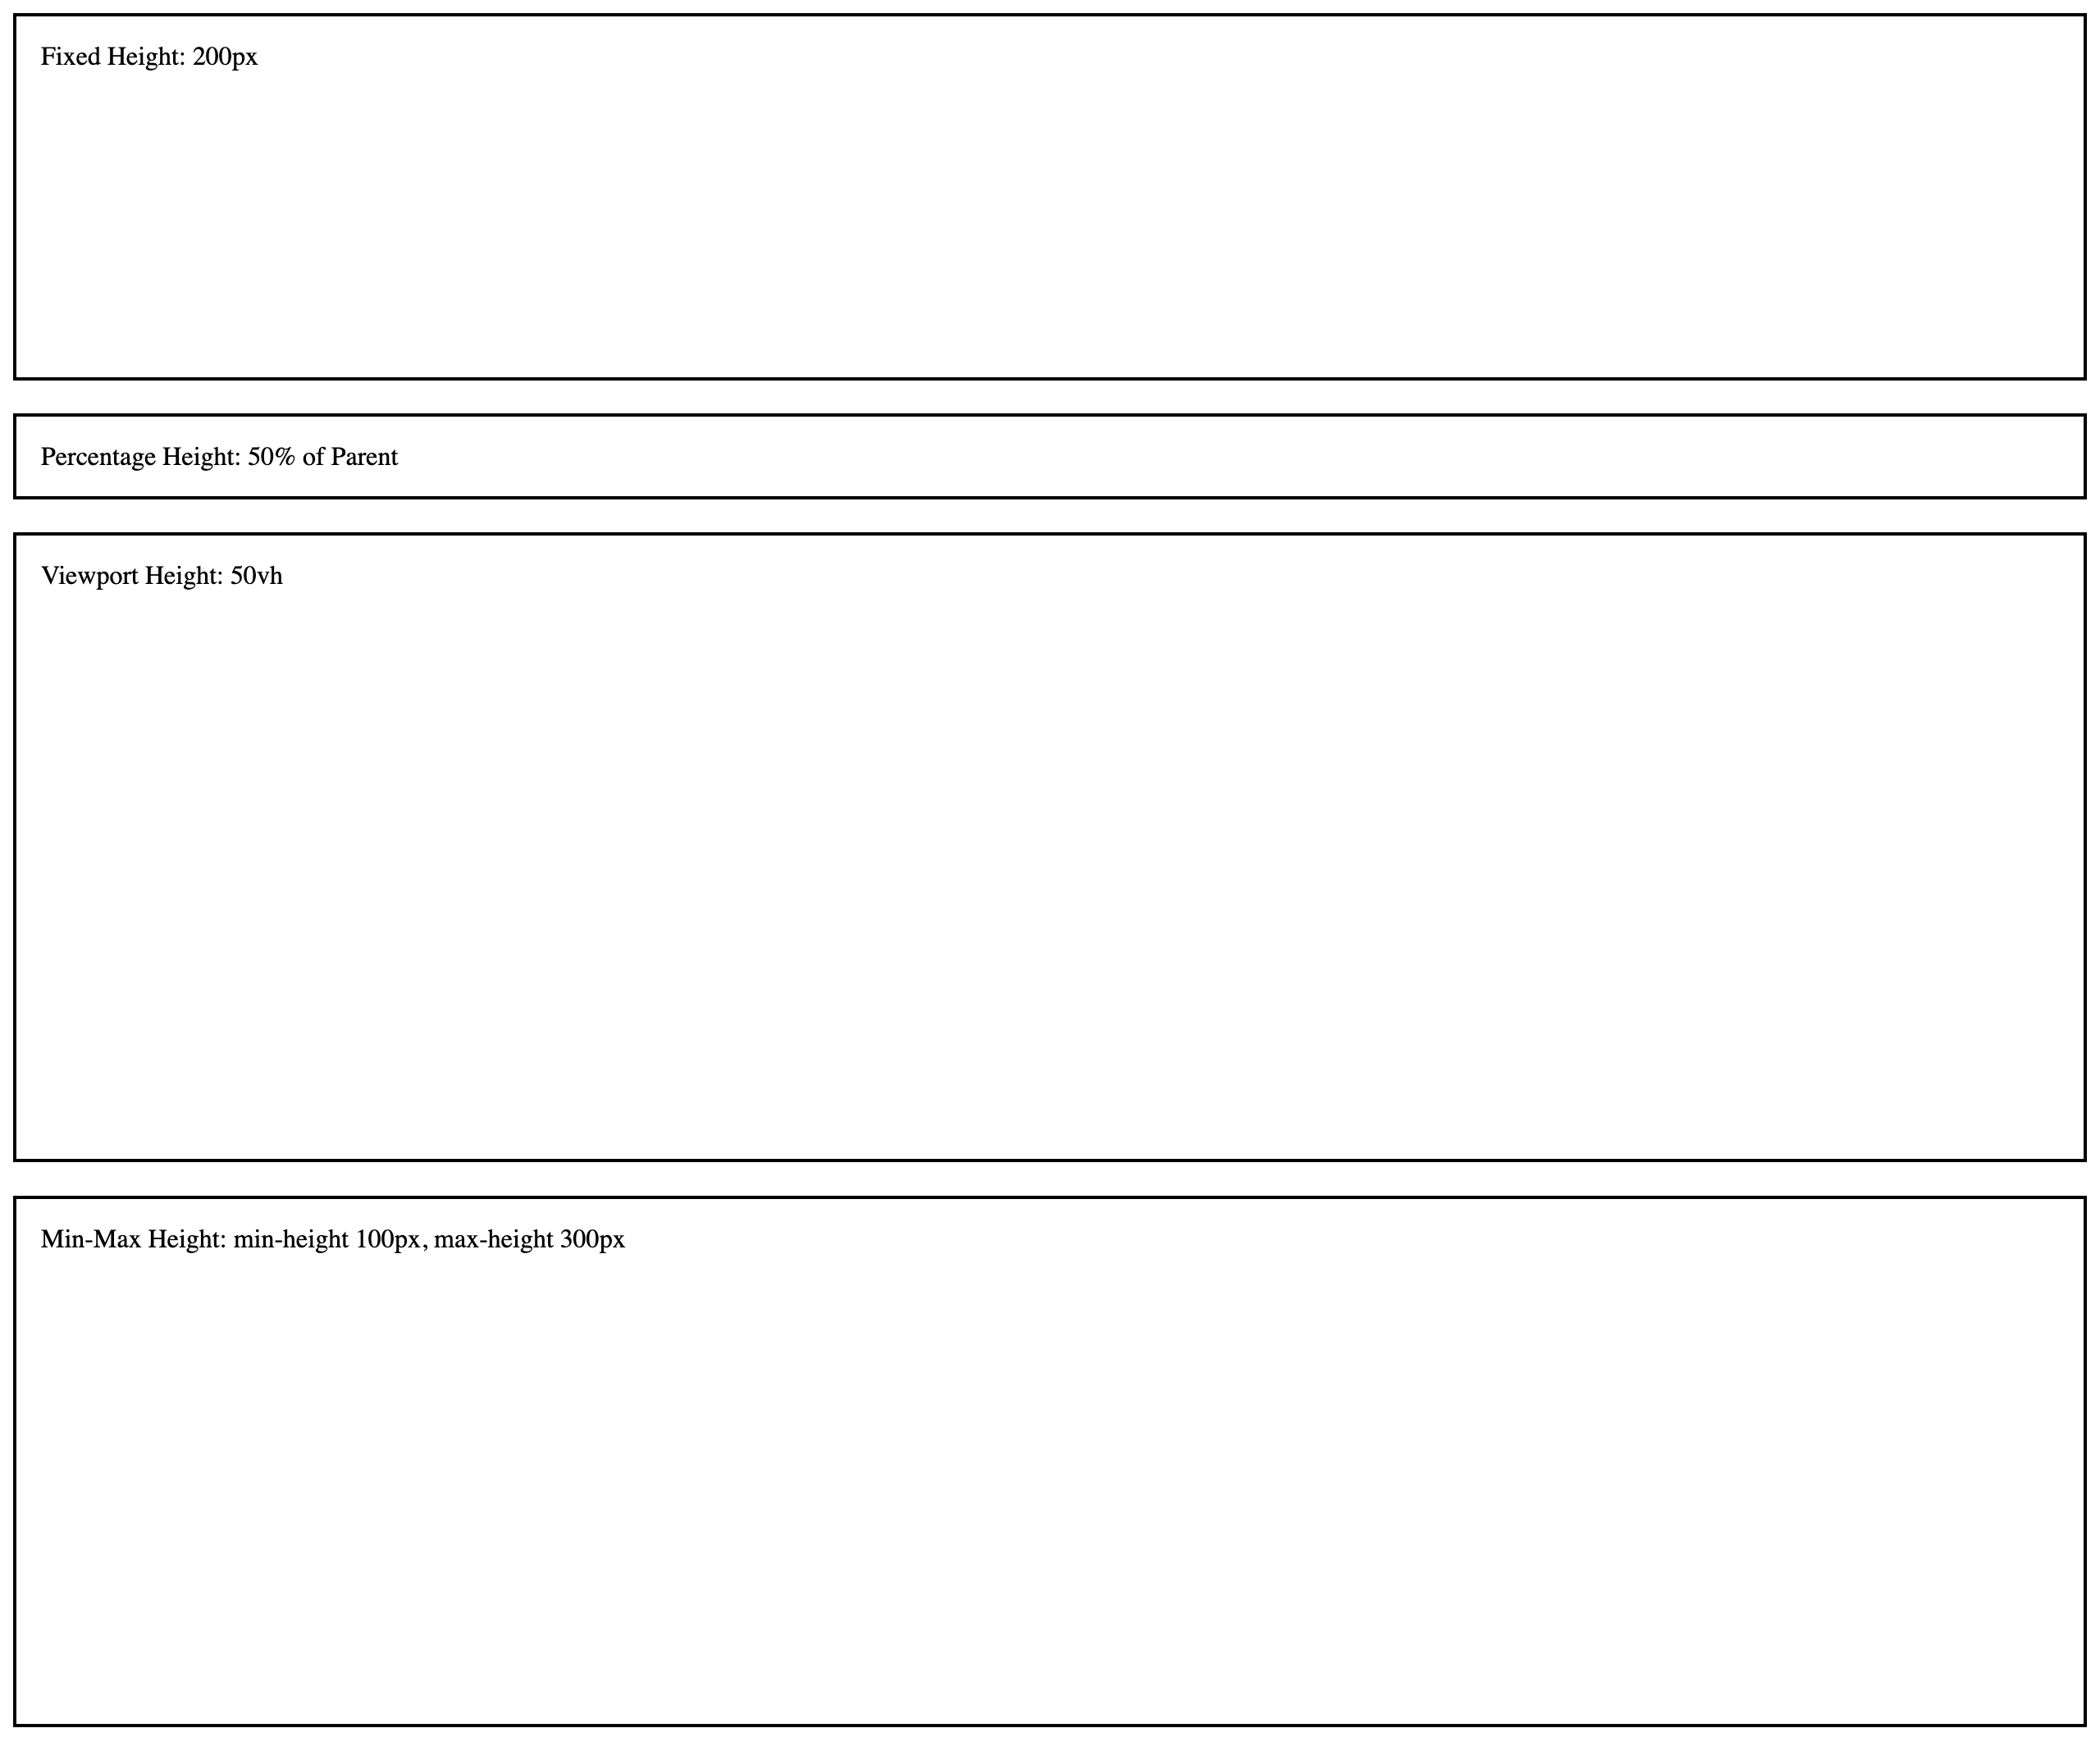 Fixed Height: 200px
Percentage Height: 50% of Parent
Viewport Height: 50vh
Min-Max Height: min-height 100px, max-height 300px